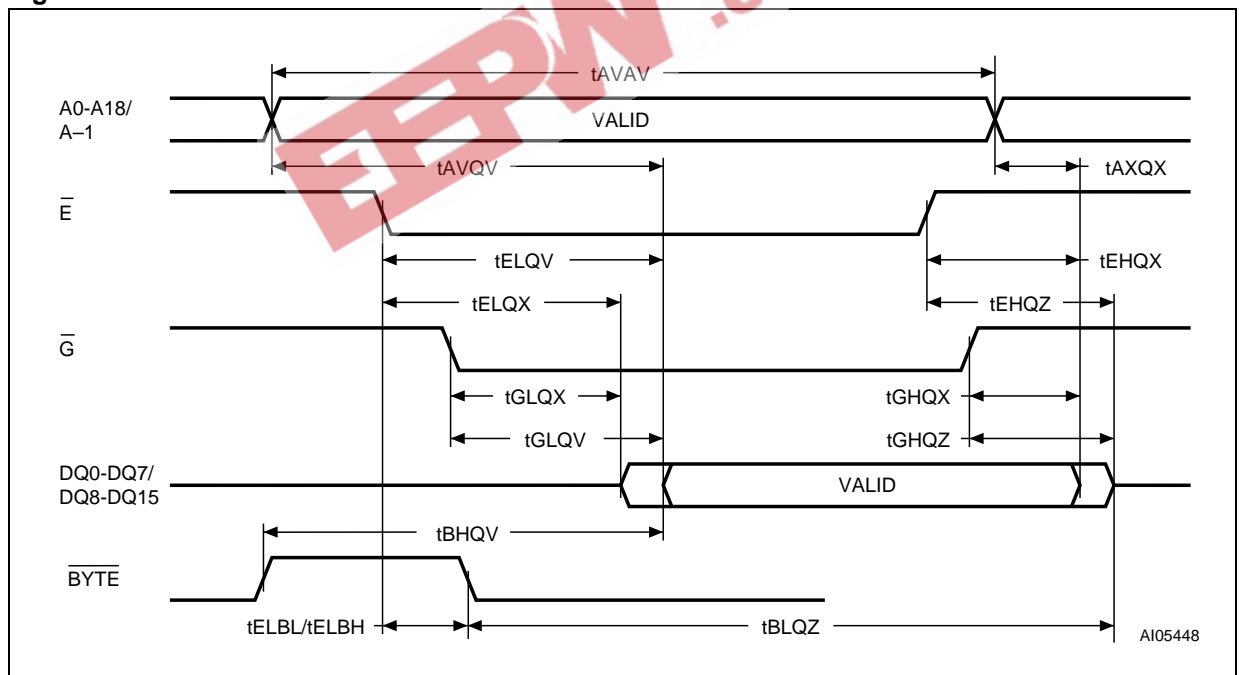 tAVAV
A0-A18/
A–1
VALID
tAVQV
tAXQX
E
tELQV
tEHQX
tELQX
tEHQZ
G
tGLQX
tGHQX
tGLQV
tGHQZ
DQ0-DQ7/
DQ8-DQ15
VALID
tBHQV
BYTE
tELBL/tELBH
tBLQZ
AI05448
EEPW